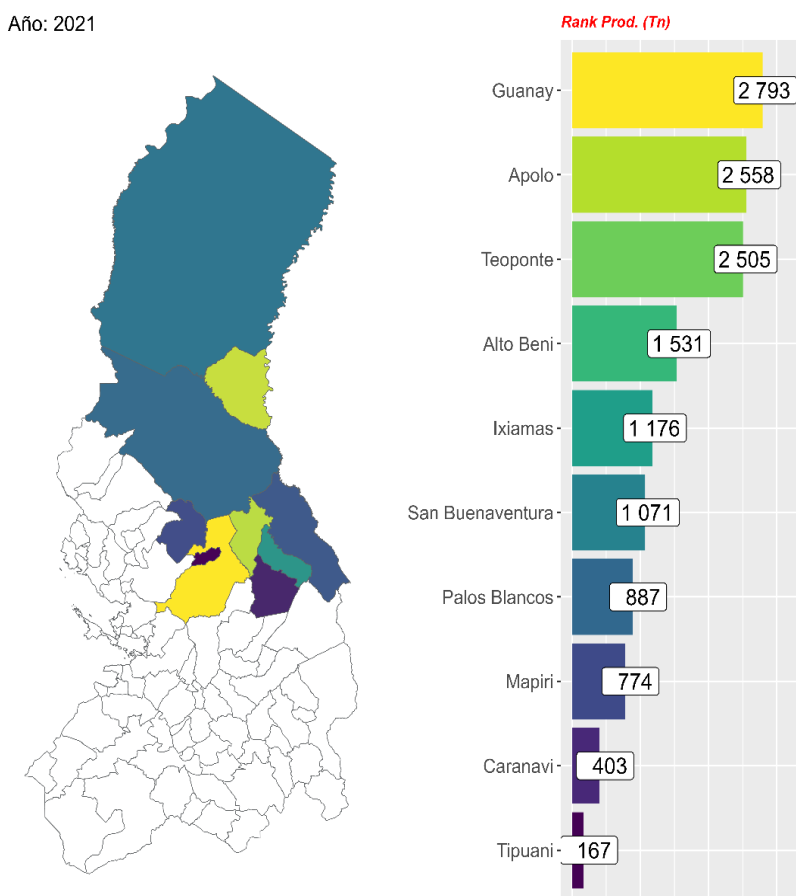 Año: 2021
Rank Prod. (Tn)
Guanay 2 793
Apolo 2 558
Teoponte 2 505
Alto Beni 1 531
Ixiamas 1 176
San Buenaventura 1 071
Palos Blancos 887
Mapiri 774
Caranavi 403
Tipuani 167